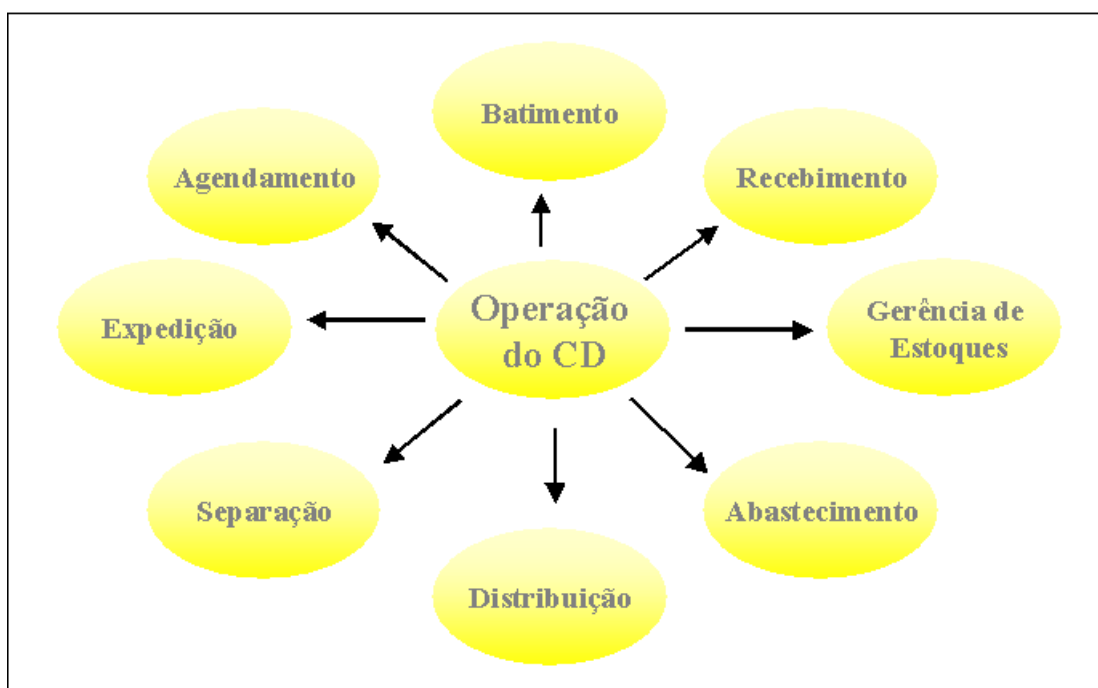 Batimento
Agendamento
Recebimento
Operação
do CD
Expedição
Gerência de
Estoques
Separação
Abastecimento
Distribuição